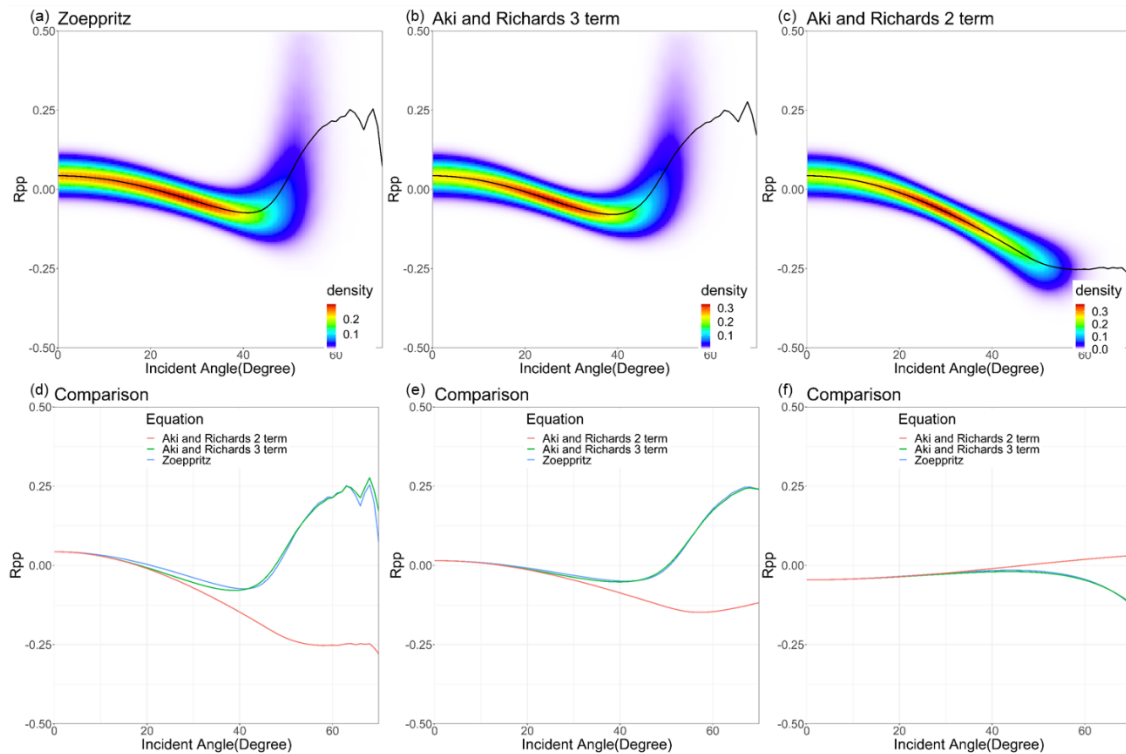 (a) Zoeppritz
0.50
0.25
0.00
-0.25
-0.50
Rpp
density
0.2
0.1
0
20
40
60
Incident Angle(Degree)
(b) Aki and Richards 3 term
0.50
0.25
0.00
-0.25
-0.50
Rpp
density
0.3
0.2
0.1
0
20
40
60
Incident Angle(Degree)
(c) Aki and Richards 2 term
0.50
0.25
0.00
-0.25
-0.50
Rpp
density
0.3
0.2
0.1
0.0
0
20
40
60
Incident Angle(Degree)
(d) Comparison
Equation
Aki and Richards 2 term
Aki and Richards 3 term
Zoeppritz
0.50
0.25
0.00
-0.25
-0.50
Rpp
0
20
40
60
Incident Angle(Degree)
(e) Comparison
Equation
Aki and Richards 2 term
Aki and Richards 3 term
Zoeppritz
0.50
0.25
0.00
-0.25
-0.50
Rpp
0
20
40
60
Incident Angle(Degree)
(f) Comparison
Equation
Aki and Richards 2 term
Aki and Richards 3 term
Zoeppritz
0.50
0.25
0.00
-0.25
-0.50
Rpp
0
20
40
60
Incident Angle(Degree)